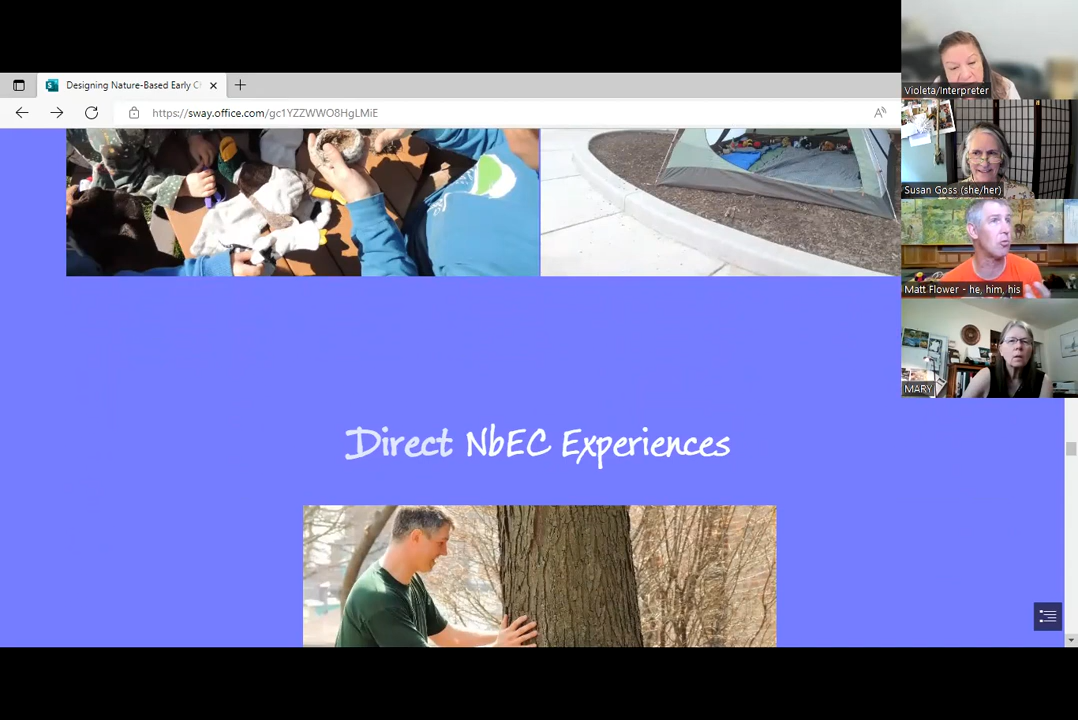 Designing Nature-Based Early C
https://sway.office.com/gc1YZZWWO8HgLMiE
Violeta/Interpreter
Susan Goss (she/her)
Matt Flower - he, him, his
MARY
Direct NbEC Experiences